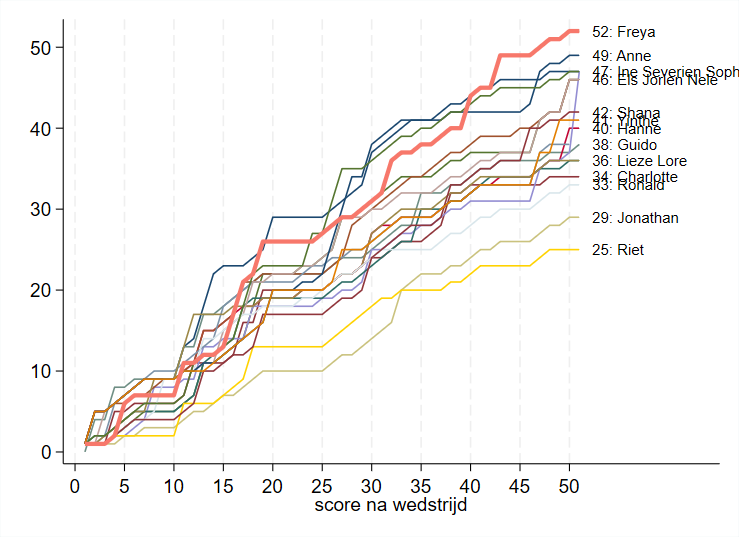 50
40
30
20
10
0
52: Freya
49: Anne
47: Ine Severien Soph
46: Els Jorien Nele
42: Shana
41: Yinthe
40: Hanne
38: Guido
36: Lieze Lore
34: Charlotte
33: Ronald
29: Jonathan
25: Riet
0 5 10 15 20 25 30 35 40 45 50
score na wedstrijd